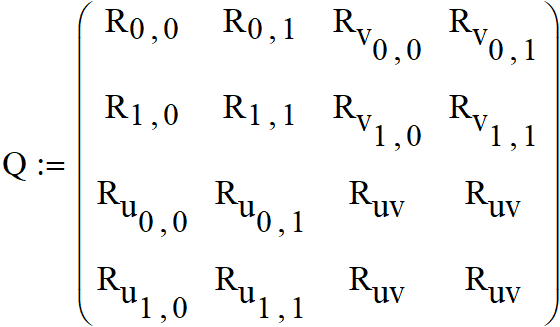 R0 , 0 R0 , 1 Rv0 , 0 Rv0 , 1
R1 , 0 R1 , 1 Rv1 , 0 Rv1 , 1
Q :=
Ru0 , 0 Ru0 , 1 Ruv Ruv
Ru1 , 0 Ru1 , 1 Ruv Ruv